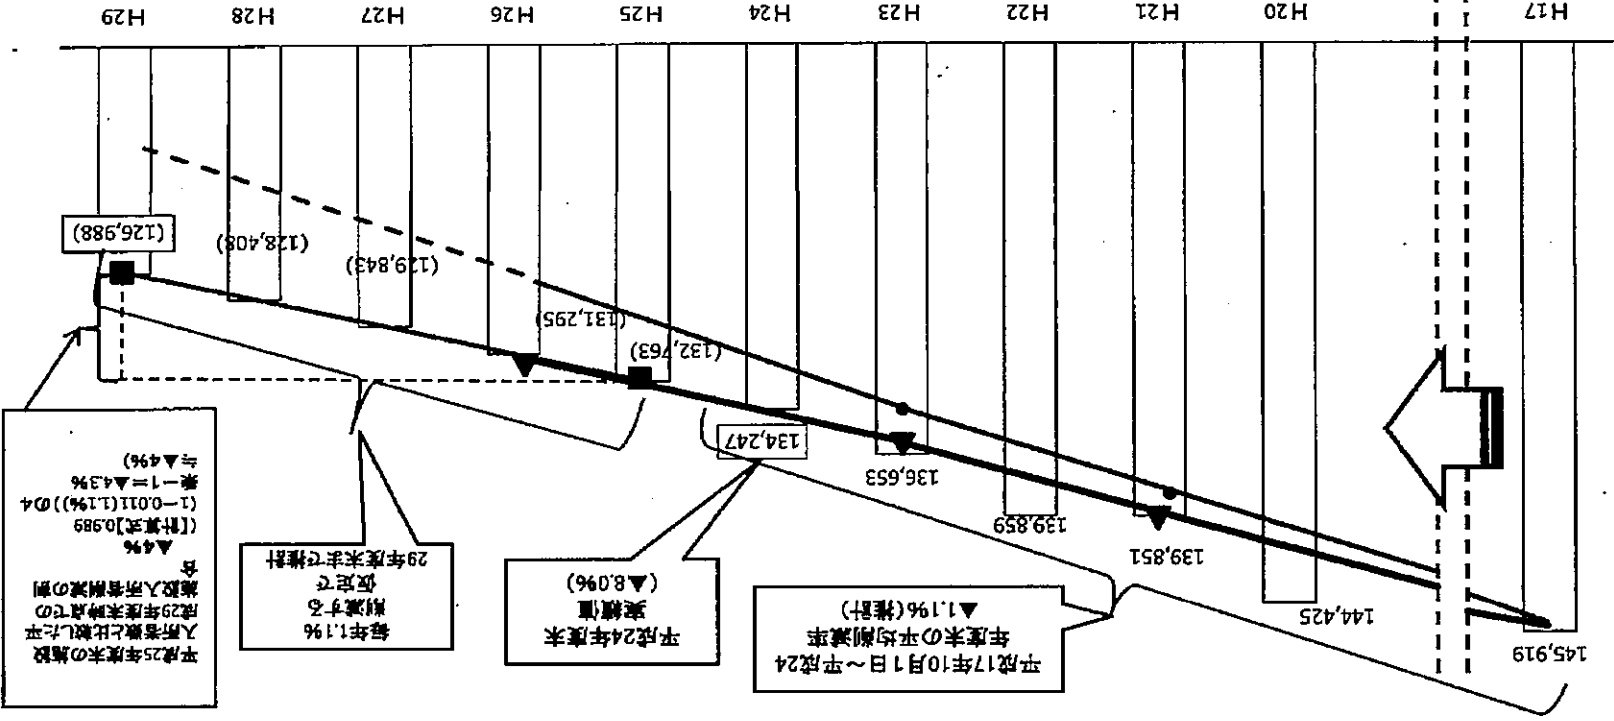 145,919
144,425
139,851
139,859
136,653
134,247
(132,763)
(131,295)
(129,843)
(128,408)
(126,988)
平成17年10月1日～平成24
年度末の平均削減率
▲1.1%(推計)
平成24年度末
実績値
(▲8.0%)
毎年1.1%
削減する
仮定で
29年度末まで推計
平成25年度末の施設
入所者数と比較した平
成29年度末時点での
施設入所者削減の割
合
▲4%
([計算式]0.989
(1－0.011(1.1%))の4
乗－1＝▲4.3%
≒▲4%)
H17
H20
H21
H22
H23
H24
H25
H26
H27
H28
H29